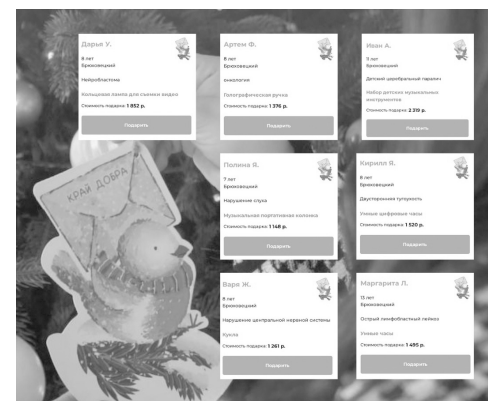 Дарья У.
8 лет
Брюховецкий
Нейробластома
Кольцевая лампа для съемки видео
Стоимость подарка: 1 852 р.
Подарить
Артем Ф.
8 лет
Брюховецкий
онкология
Голографическая ручка
Стоимость подарка: 1 376 р.
Подарить
Иван А.
11 лет
Брюховецкий
Детский церебральный паралич
Набор детских музыкальных
инструментов
Стоимость подарка: 2 219 р.
Подарить
КРАЙ ДОБРА
Полина Я.
7 лет
Брюховецкий
Нарушение слуха
Музыкальная портативная колонка
Стоимость подарка: 1 148 р.
Подарить
Кирилл Я.
8 лет
Брюховецкий
Двусторонняя тугоухость
Умные цифровые часы
Стоимость подарка: 1 520 р.
Подарить
Варя Ж.
9 лет
Брюховецкий
Нарушение центральной нервной системы
Кукла
Стоимость подарка: 1 261 р.
Подарить
Маргарита Л.
13 лет
Брюховецкий
Острый лимфобластный лейкоз
Умные часы
Стоимость подарка: 1 495 р.
Подарить